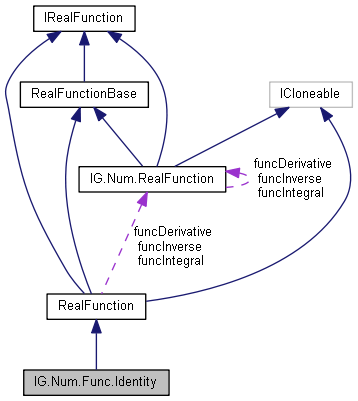 IRealFunction
RealFunctionBase
ICloneable
IG.Num.RealFunction
funcDerivative
funcInverse
funcIntegral
funcDerivative
funcInverse
funcIntegral
RealFunction
IG.Num.Func.Identity